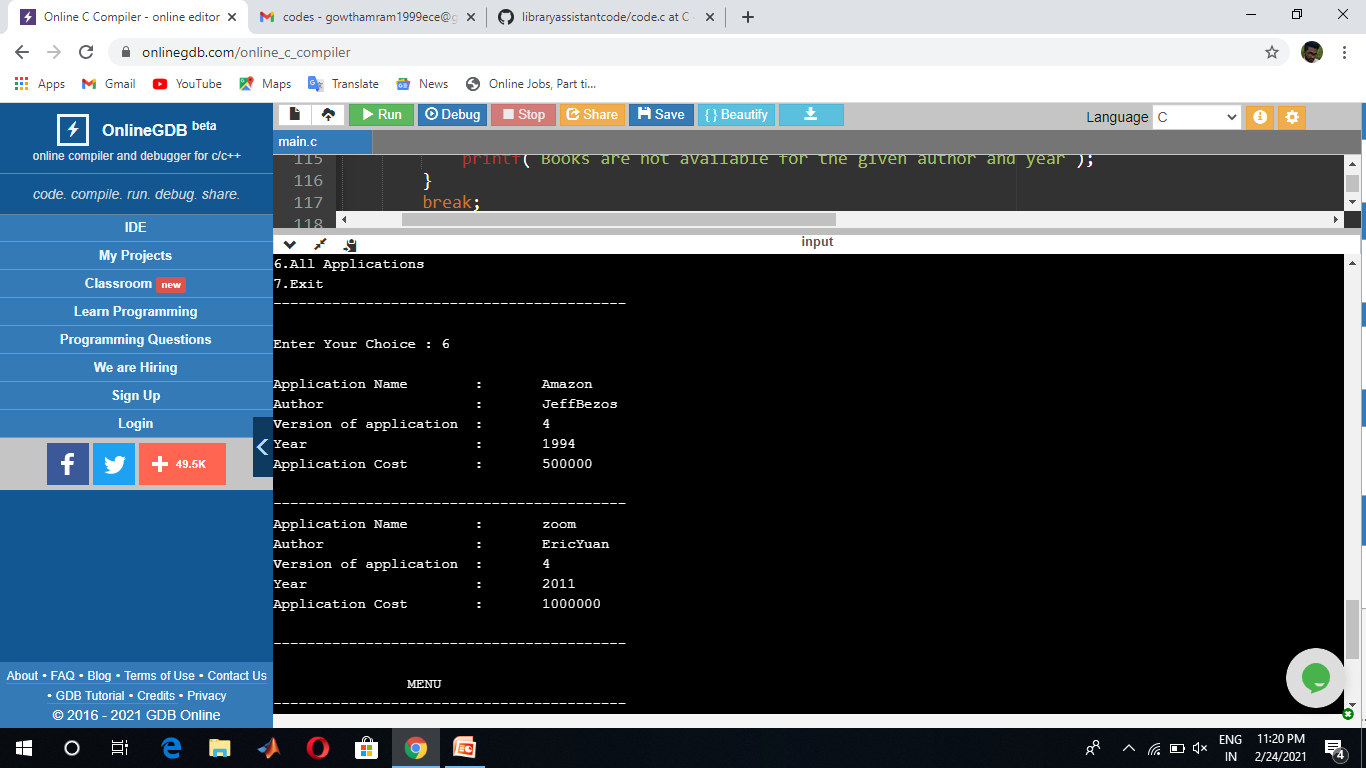 Online C Compiler - online editor
codes - gowthamram1999ece@g
libraryassistantcode/code.c at C
onlinegdb.com/online_c_compiler
Apps Gmail YouTube Maps Translate News Online Jobs, Part ti...
OnlineGDB beta
online compiler and debugger for c/c++
code. compile. run. debug. share.
IDE
My Projects
Classroom new
Learn Programming
Programming Questions
We are Hiring
Sign Up
Login
49.5K
About • FAQ • Blog • Terms of Use • Contact Us
• GDB Tutorial • Credits • Privacy
© 2016 - 2021 GDB Online
Run Debug Stop Share Save { } Beautify
Language C
main.c
115 printf( Books are not available for the given author and year );
116 }
117 break;
118
input
6.All Applications
7.Exit
------------------------------------------
Enter Your Choice : 6
Application Name : Amazon
Author : JeffBezos
Version of application : 4
Year : 1994
Application Cost : 500000
------------------------------------------
Application Name : zoom
Author : EricYuan
Version of application : 4
Year : 2011
Application Cost : 1000000
------------------------------------------
MENU
------------------------------------------
ENG
IN
11:20 PM
2/24/2021
4